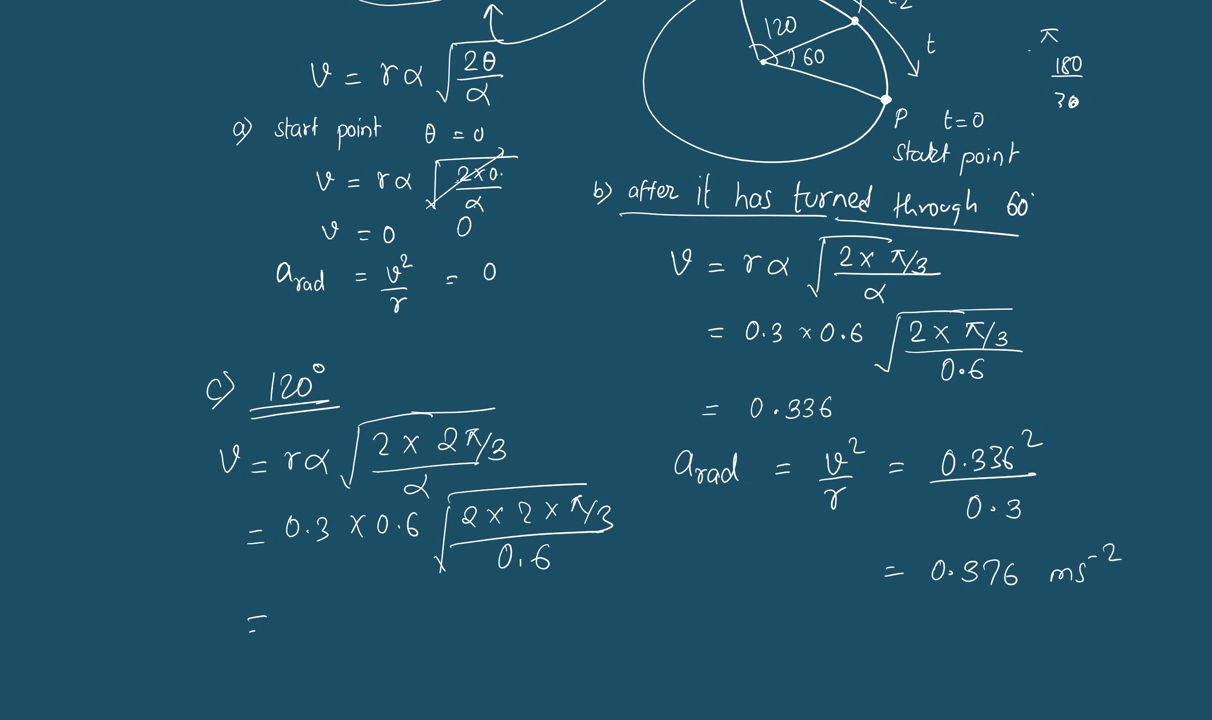 v = rα √(2θ/α)
a) start point θ = 0
v = rα √(2×0/α)
v = 0 0
a_rad = v²/r = 0
120
60
t
P t=0
start point
π
180
30
b) after it has turned through 60°
v = rα √(2 × π/3 / α)
= 0.3 × 0.6 √(2 × π/3 / 0.6)
= 0.336
a_rad = v²/r = 0.336²/0.3
= 0.376 ms⁻²
c) 120°
v = rα √(2 × 2π/3 / α)
= 0.3 × 0.6 √(2 × 2 × π/3 / 0.6)
=